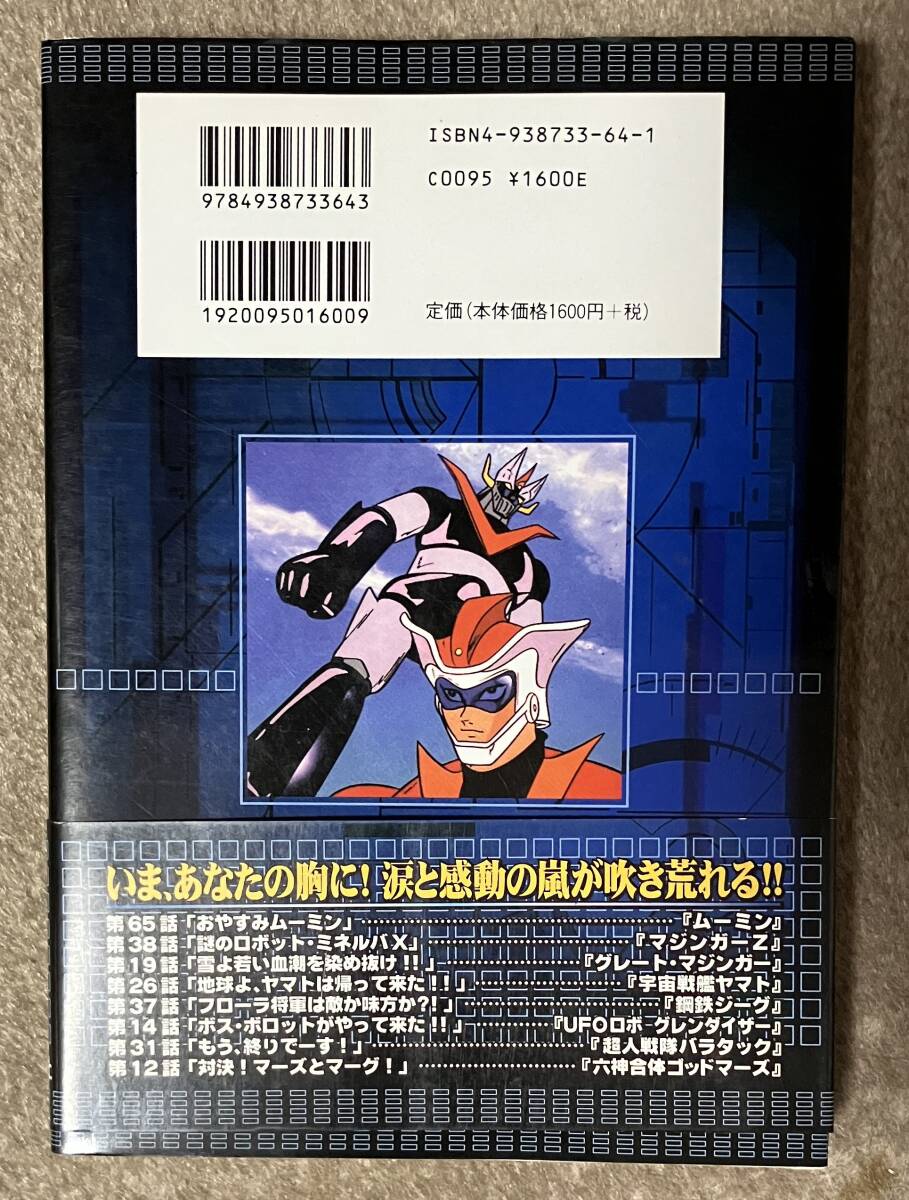 ISBN4-938733-64-1
C0095 ¥1600E
9784938733643
1920095016009
定価(本体価格1600円+税)
いま、あなたの胸に! 涙と感動の嵐が吹き荒れる!!
第65話「おやすみムーミン」…『ムーミン』
第38話「謎のロボット・ミネルバX」…『マジンガーZ』
第19話「雪よ若い血潮を染め抜け!!」…『グレート・マジンガー』
第26話「地球よ、ヤマトは帰って来た!!」…『宇宙戦艦ヤマト』
第37話「フローラ将軍は敵か味方か?!」…『鋼鉄ジーグ』
第14話「ボス・ボロットがやって来た!!」…『UFOロボ グレンダイザー』
第31話「もう、終りでーす!」…『超人戦隊バラタック』
第12話「対決!マーズとマーグ!」…『六神合体ゴッドマーズ』